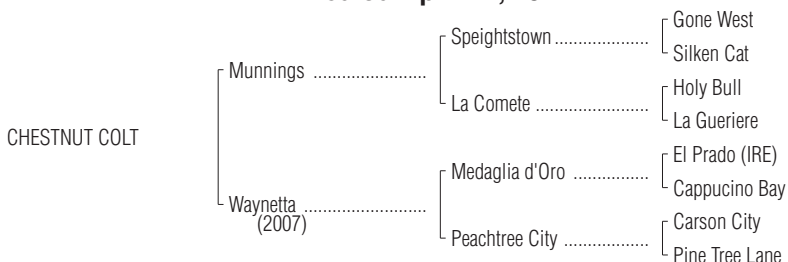 Gone West
Speightstown ....................
Silken Cat
Munnings ........................
Holy Bull
La Comete ........................
La Gueriere
CHESTNUT COLT
El Prado (IRE)
Medaglia d'Oro ................
Cappucino Bay
Waynetta ..........................
(2007)
Carson City
Peachtree City ..................
Pine Tree Lane